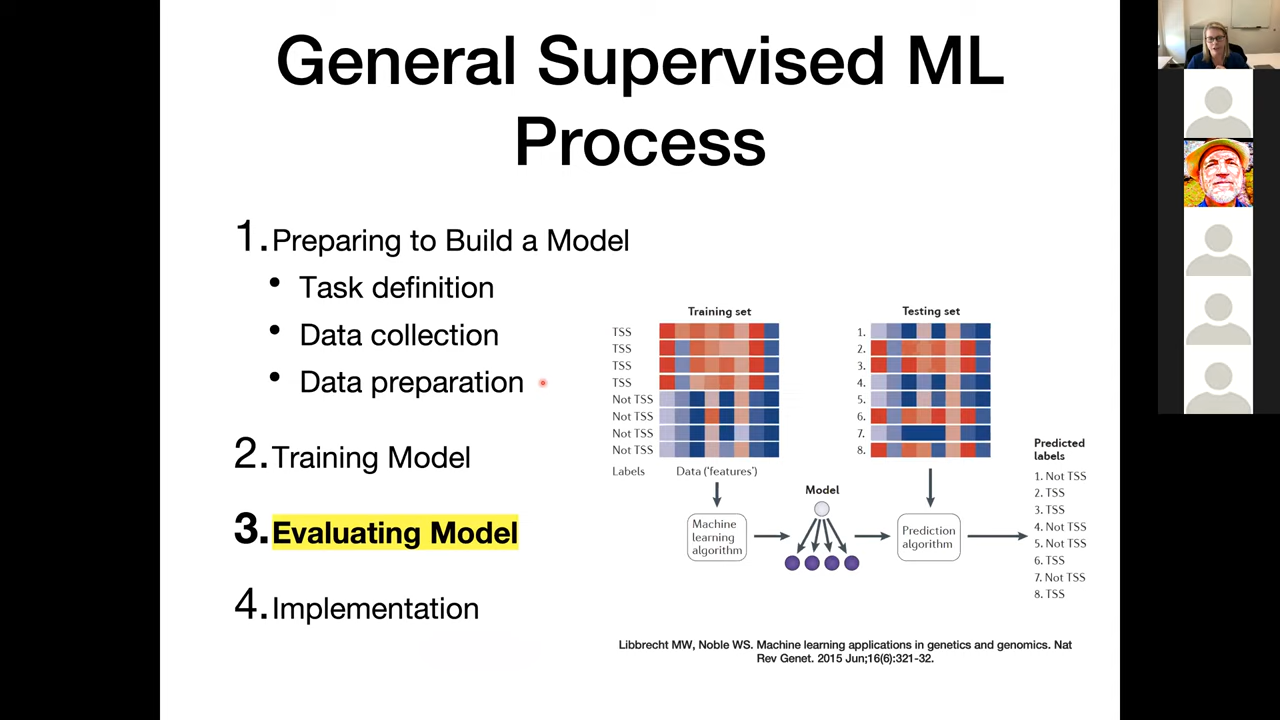 General Supervised ML
Process
1. Preparing to Build a Model
• Task definition
• Data collection
• Data preparation
2. Training Model
3. Evaluating Model
4. Implementation
Training set
TSS
TSS
TSS
TSS
Not TSS
Not TSS
Not TSS
Not TSS
Labels
Data ('features')
Machine
learning
algorithm
Model
Testing set
1.
2.
3.
4.
5.
6.
7.
8.
Prediction
algorithm
Predicted
labels
1. Not TSS
2. TSS
3. TSS
4. Not TSS
5. Not TSS
6. TSS
7. Not TSS
8. TSS
Libbrecht MW, Noble WS. Machine learning applications in genetics and genomics. Nat
Rev Genet. 2015 Jun;16(6):321-32.